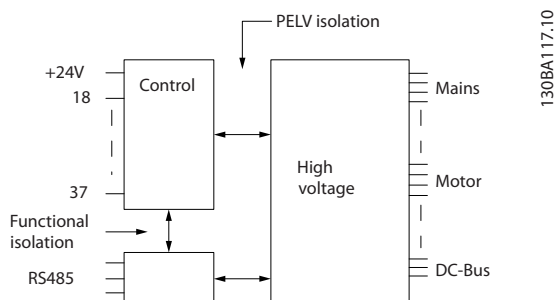 PELV isolation
130BA117.10
+24V
Control
18
Mains
High
voltage
37
Motor
Functional
isolation
RS485
DC-Bus